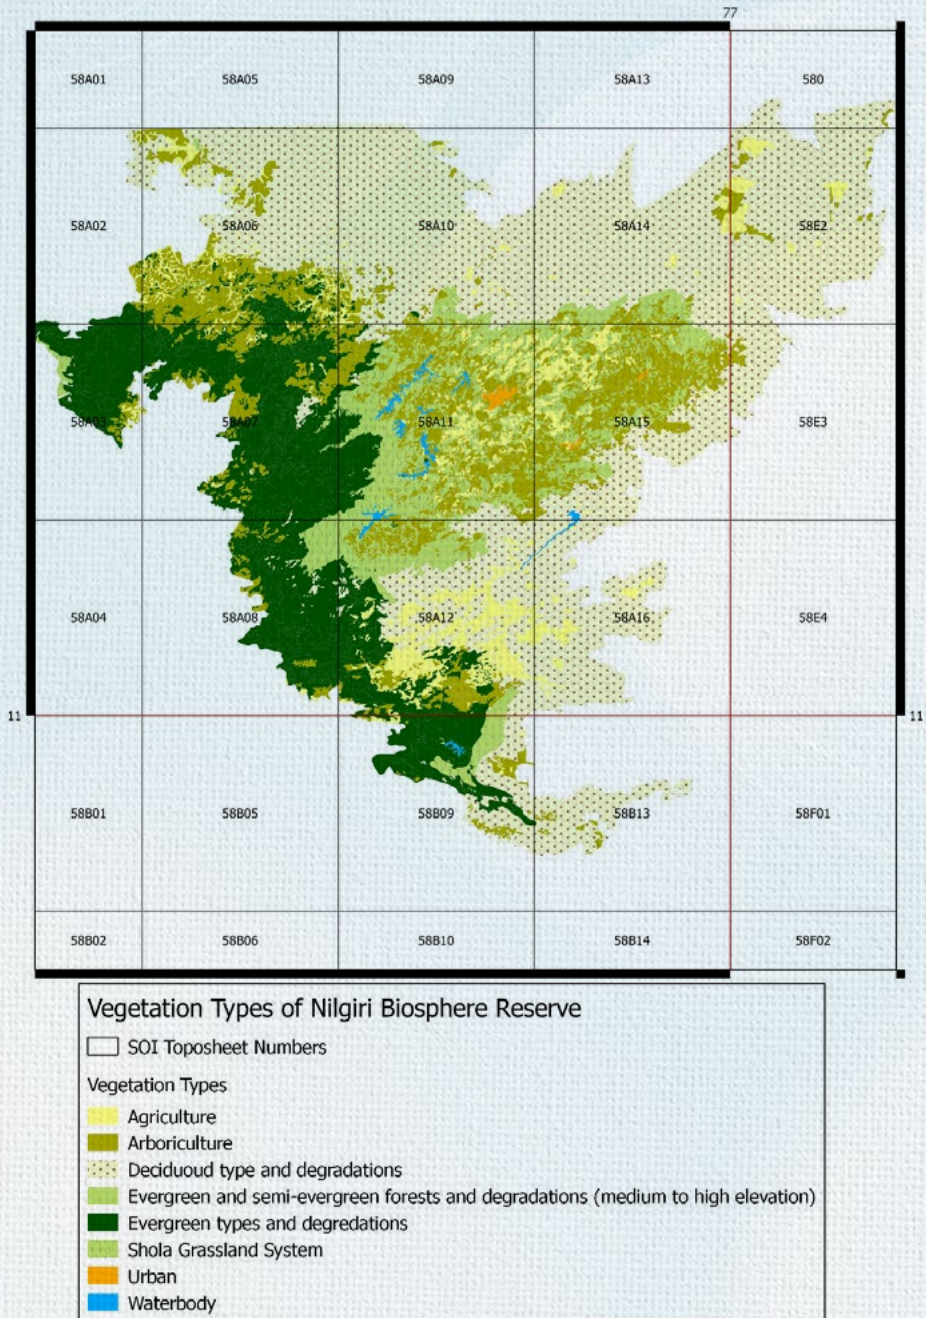 77
58A01 58A05 58A09 58A13 580
58A02 58A06 58A10 58A14 58E2
58A03 58A07 58A11 58A15 58E3
58A04 58A08 58A12 58A16 58E4
11 11
58B01 58B05 58B09 58B13 58F01
58B02 58B06 58B10 58B14 58F02
Vegetation Types of Nilgiri Biosphere Reserve
SOI Toposheet Numbers
Vegetation Types
Agriculture
Arboriculture
Deciduoud type and degradations
Evergreen and semi-evergreen forests and degradations (medium to high elevation)
Evergreen types and degredations
Shola Grassland System
Urban
Waterbody